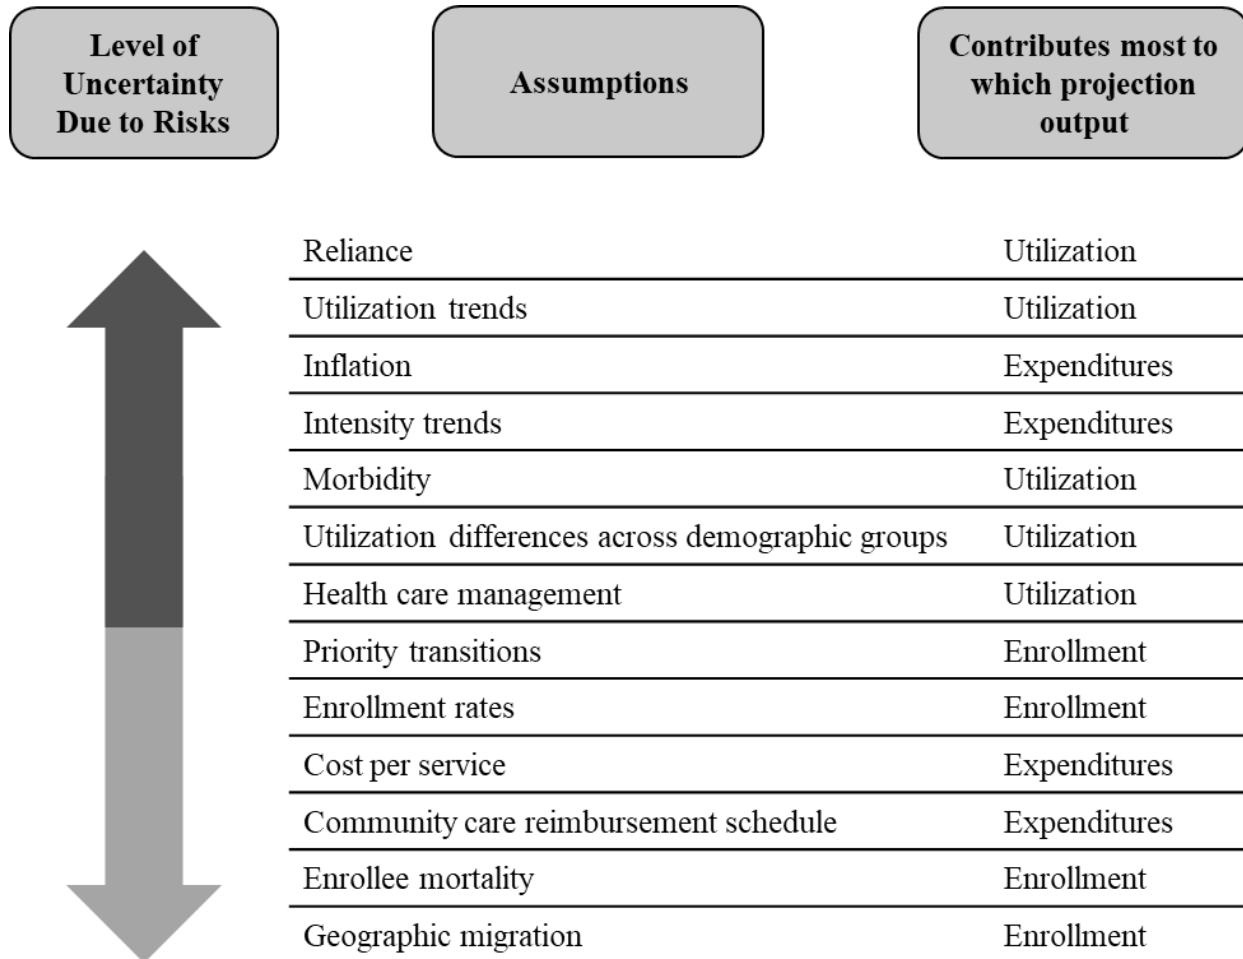 Level of
Uncertainty
Due to Risks
Assumptions
Contributes most to
which projection
output
Reliance Utilization
Utilization trends Utilization
Inflation Expenditures
Intensity trends Expenditures
Morbidity Utilization
Utilization differences across demographic groups Utilization
Health care management Utilization
Priority transitions Enrollment
Enrollment rates Enrollment
Cost per service Expenditures
Community care reimbursement schedule Expenditures
Enrollee mortality Enrollment
Geographic migration Enrollment